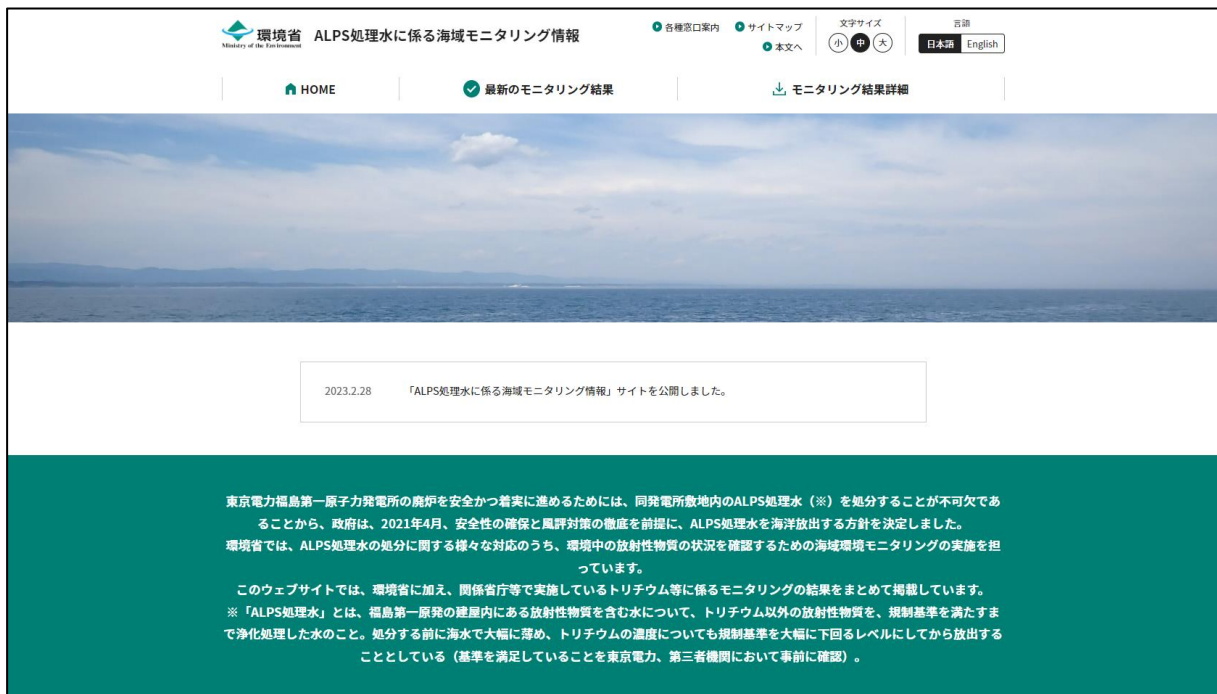 環境省
Ministry of the Environment
ALPS処理水に係る海域モニタリング情報
各種窓口案内
サイトマップ
本文へ
文字サイズ
小 中 大
言語
日本語 English
HOME
最新のモニタリング結果
モニタリング結果詳細
2023.2.28 「ALPS処理水に係る海域モニタリング情報」サイトを公開しました。
東京電力福島第一原子力発電所の廃炉を安全かつ着実に進めるためには、同発電所敷地内のALPS処理水（※）を処分することが不可欠であ
ることから、政府は、2021年4月、安全性の確保と風評対策の徹底を前提に、ALPS処理水を海洋放出する方針を決定しました。
環境省では、ALPS処理水の処分に関する様々な対応のうち、環境中の放射性物質の状況を確認するための海域環境モニタリングの実施を担
っています。
このウェブサイトでは、環境省に加え、関係省庁等で実施しているトリチウム等に係るモニタリングの結果をまとめて掲載しています。
※「ALPS処理水」とは、福島第一原発の建屋内にある放射性物質を含む水について、トリチウム以外の放射性物質を、規制基準を満たすま
で浄化処理した水のこと。処分する前に海水で大幅に薄め、トリチウムの濃度についても規制基準を大幅に下回るレベルにしてから放出する
こととしている（基準を満足していることを東京電力、第三者機関において事前に確認）。